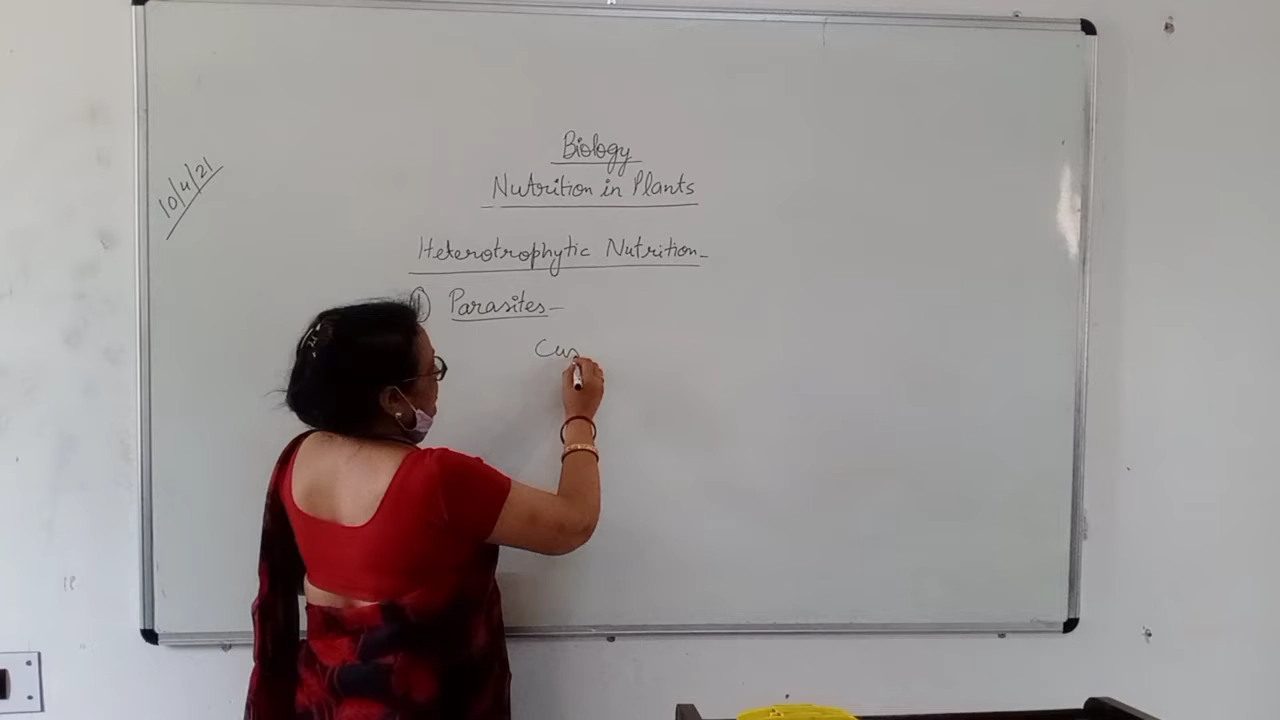 Biology
10/4/21
Nutrition in Plants
Heterotrophytic Nutrition-
① Parasites-
Cus